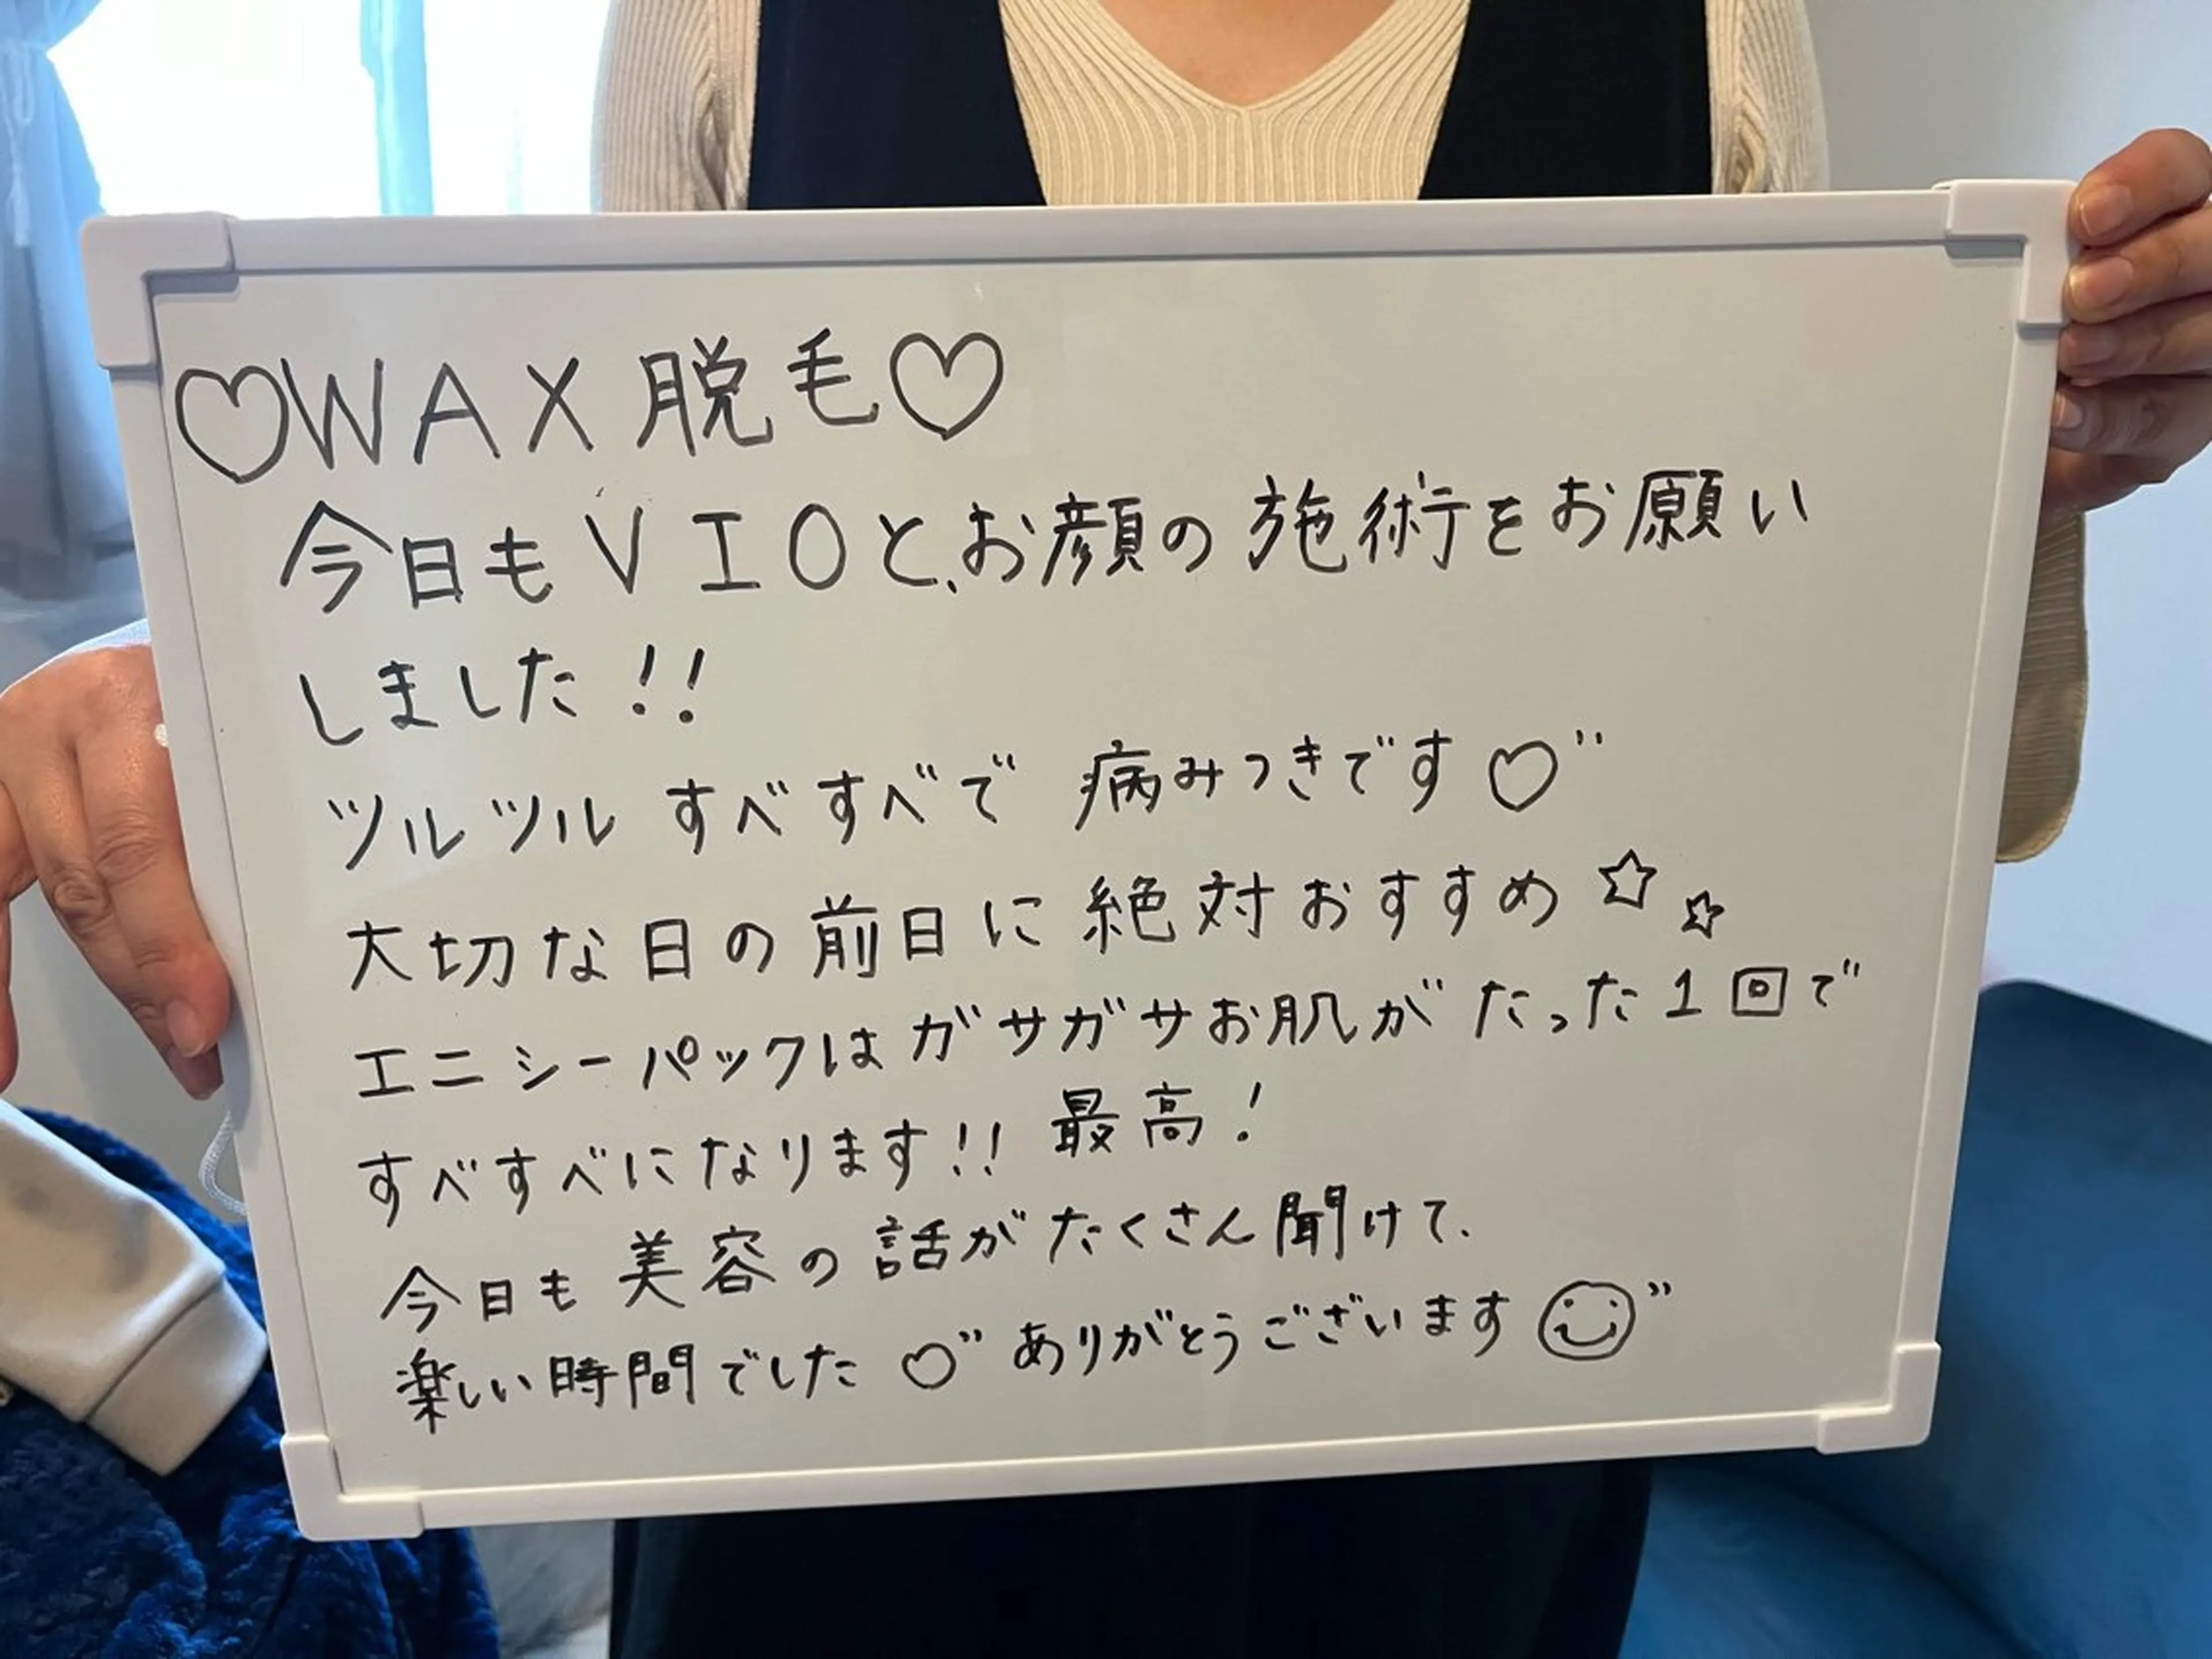 ♡WAX脱毛♡
今日もVIOと、お顔の施術をお願い
しました!!
ツルツルすべすべで 病みつきです♡"
大切な日の前日に絶対おすすめ☆☆
エニシーパックはガサガサお肌がたった1回で
すべすべになります!! 最高!
今日も美容の話がたくさん聞けて、
楽しい時間でした♡" ありがとうございます☺"